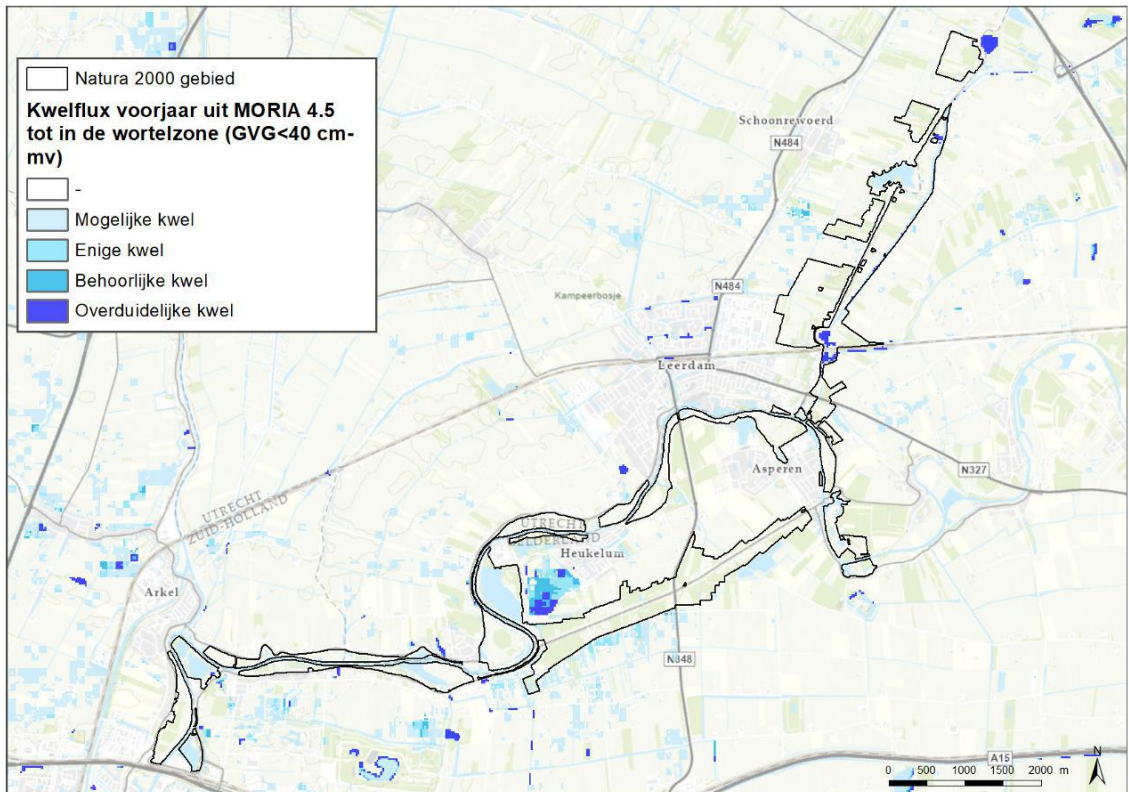 Natura 2000 gebied
Kwelflux voorjaar uit MORIA 4.5
tot in de wortelzone (GVG<40 cm-
mv)
-
Mogelijke kwel
Enige kwel
Behoorlijke kwel
Overduidelijke kwel
Schoonrewoerd
N484
Kampeerbosje
N484
Leerdam
Asperen
N327
UTRECHT
ZUID-HOLLAND
UTRECHT
GELDERLAND
Heukelum
Arkel
N848
A15
N
0 500 1000 1500 2000 m